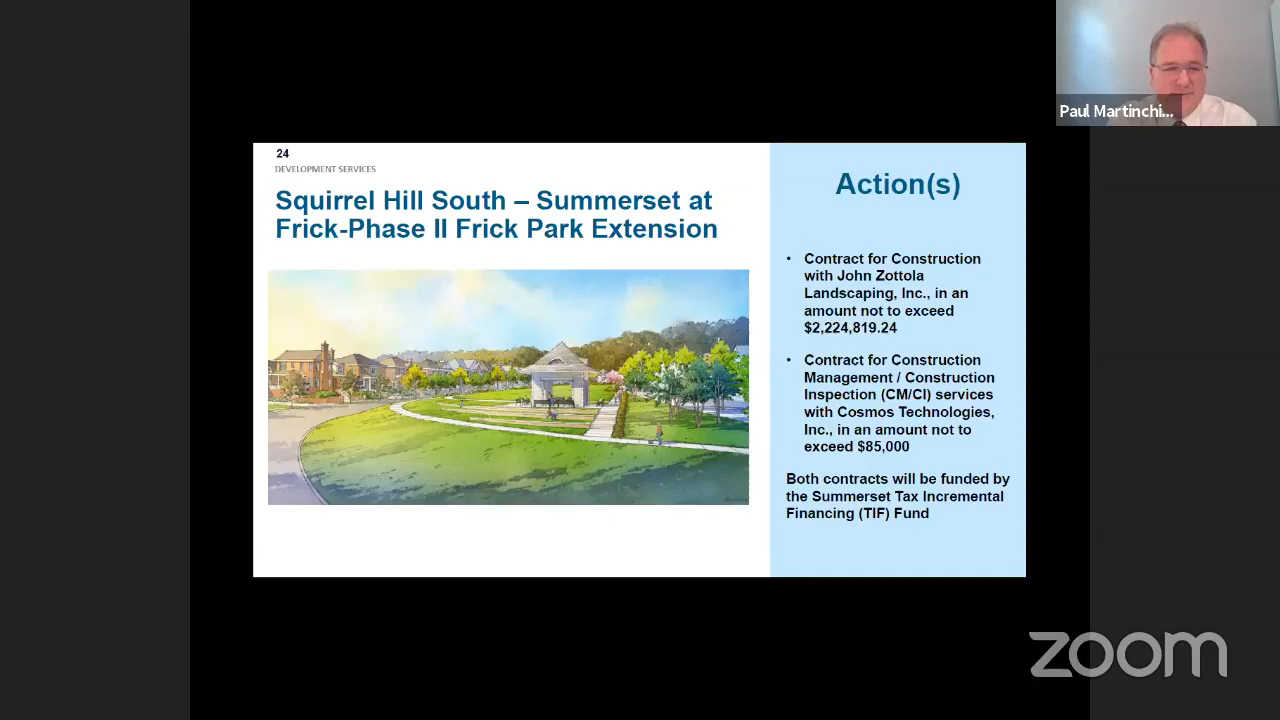 Paul Martinchi...
24
DEVELOPMENT SERVICES
Squirrel Hill South – Summerset at
Frick-Phase II Frick Park Extension
Action(s)
• Contract for Construction
with John Zottola
Landscaping, Inc., in an
amount not to exceed
$2,224,819.24
• Contract for Construction
Management / Construction
Inspection (CM/CI) services
with Cosmos Technologies,
Inc., in an amount not to
exceed $85,000
Both contracts will be funded by
the Summerset Tax Incremental
Financing (TIF) Fund
zoom